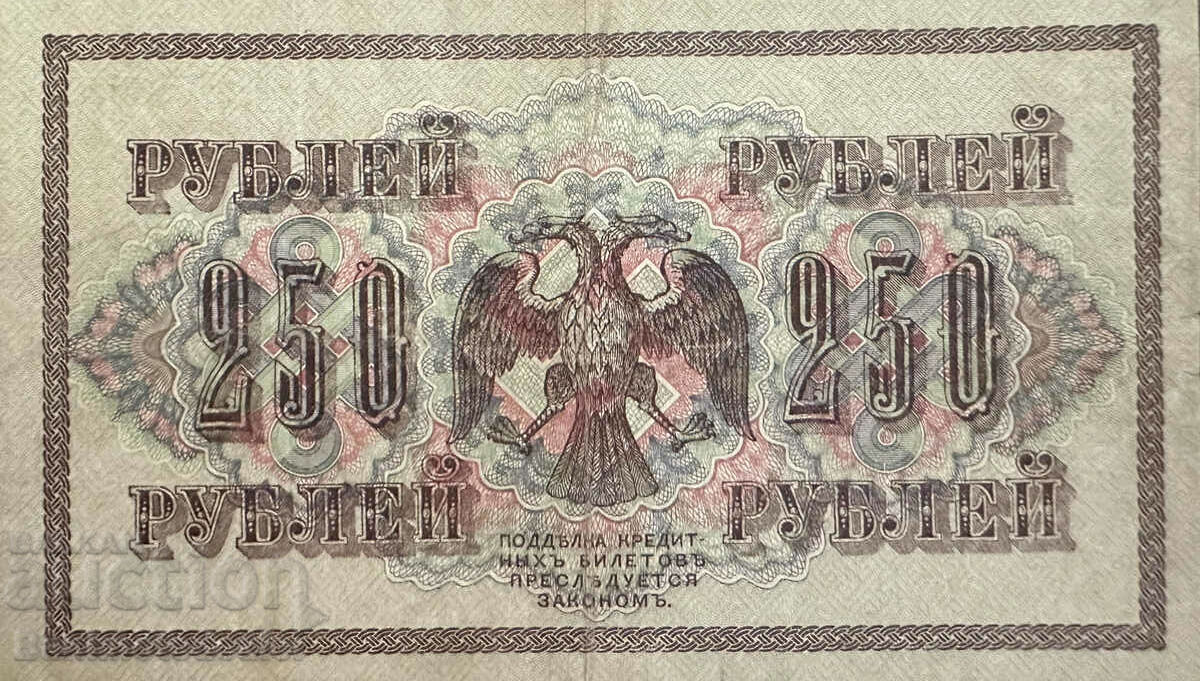 РУБЛЕЙ РУБЛЕЙ
250 250
РУБЛЕЙ РУБЛЕЙ
ПОДДѢЛКА КРЕДИТ-
НЫХЪ БИЛЕТОВЪ
ПРЕСЛѢДУЕТСЯ
ЗАКОНОМЪ.
auction